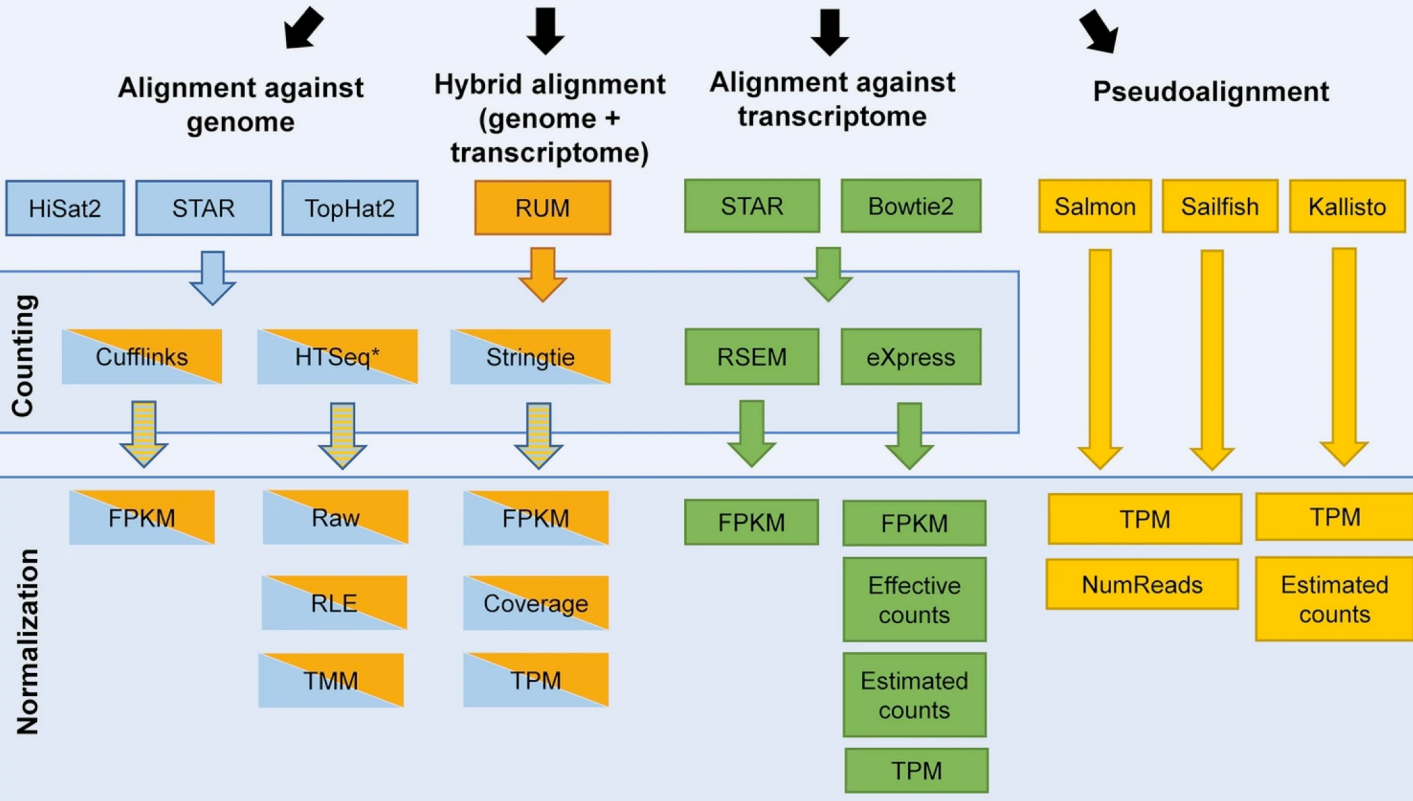 Alignment against
genome
Hybrid alignment
(genome +
transcriptome)
Alignment against
transcriptome
Pseudoalignment
HiSat2
STAR
TopHat2
RUM
STAR
Bowtie2
Salmon
Sailfish
Kallisto
Counting
Cufflinks
HTSeq*
Stringtie
RSEM
eXpress
Normalization
FPKM
Raw
RLE
TMM
FPKM
Coverage
TPM
FPKM
FPKM
Effective
counts
Estimated
counts
TPM
TPM
NumReads
TPM
Estimated
counts